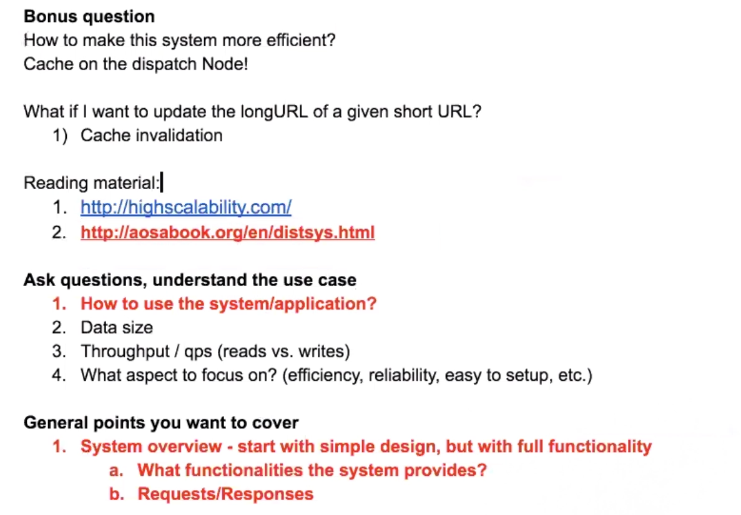 Bonus question
How to make this system more efficient?
Cache on the dispatch Node!
What if I want to update the longURL of a given short URL?
1) Cache invalidation
Reading material:
1. http://highscalability.com/
2. http://aosabook.org/en/distsys.html
Ask questions, understand the use case
1. How to use the system/application?
2. Data size
3. Throughput / qps (reads vs. writes)
4. What aspect to focus on? (efficiency, reliability, easy to setup, etc.)
General points you want to cover
1. System overview - start with simple design, but with full functionality
a. What functionalities the system provides?
b. Requests/Responses